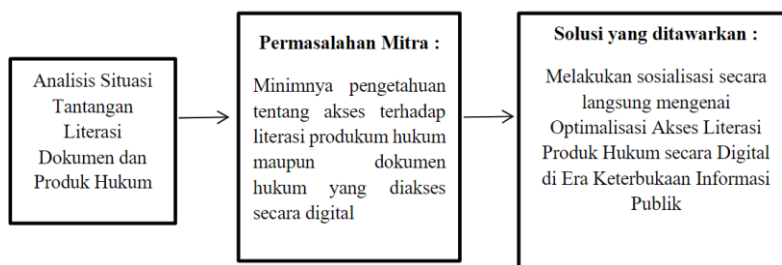 Analisis Situasi
Tantangan
Literasi
Dokumen dan
Produk Hukum
Permasalahan Mitra :
Minimnya pengetahuan
tentang akses terhadap
literasi produkum hukum
maupun dokumen
hukum yang diakses
secara digital
Solusi yang ditawarkan :
Melakukan sosialisasi secara
langsung mengenai
Optimalisasi Akses Literasi
Produk Hukum secara Digital
di Era Keterbukaan Informasi
Publik